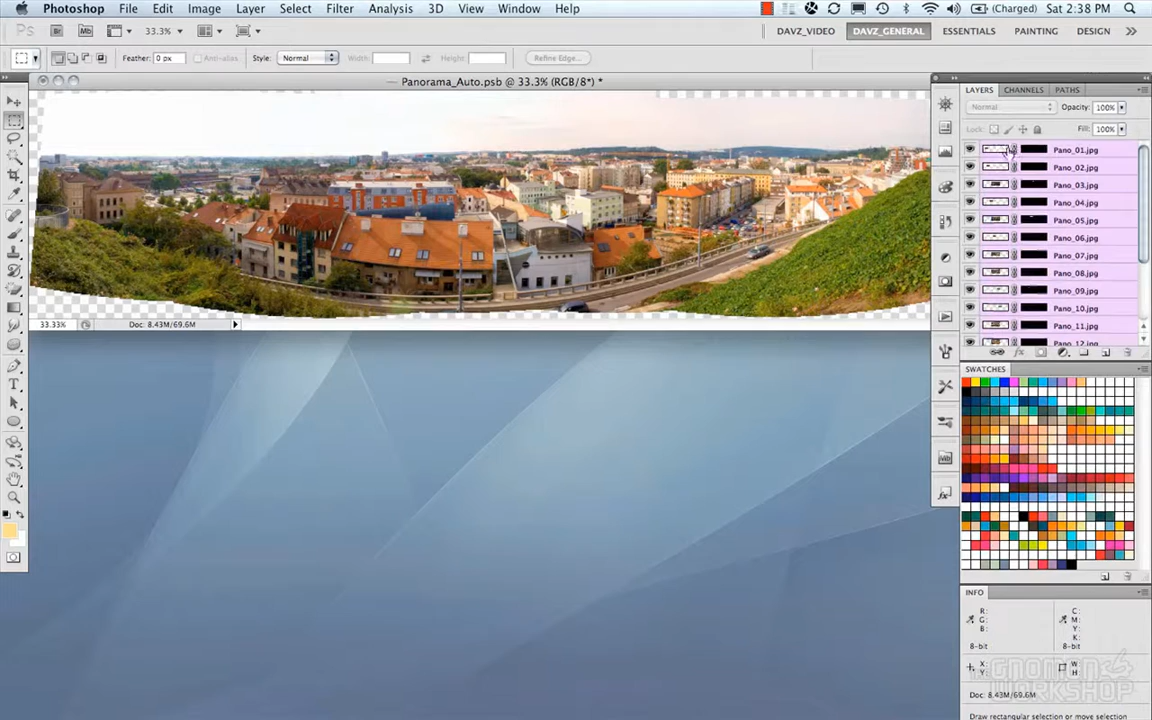 Photoshop File Edit Image Layer Select Filter Analysis 3D View Window Help (Charged) Sat 2:38 PM
Ps Br Mb 33.3% DAVZ_VIDEO DAVZ_GENERAL ESSENTIALS PAINTING DESIGN
Feather: 0 px Anti-alias Style: Normal Width: Height: Refine Edge...
Panorama_Auto.psb @ 33.3% (RGB/8*) *
LAYERS CHANNELS PATHS
Normal Opacity: 100%
Lock: Fill: 100%
Pano_01.jpg
Pano_02.jpg
Pano_03.jpg
Pano_04.jpg
Pano_05.jpg
Pano_06.jpg
Pano_07.jpg
Pano_08.jpg
Pano_09.jpg
Pano_10.jpg
Pano_11.jpg
Pano_12.jpg
33.33% Doc: 8.43M/69.6M
SWATCHES
INFO
R: C:
G: M:
B: Y:
K:
8-bit 8-bit
X: W:
Y: H:
Doc: 8.43M/69.6M
Draw rectangular selection or move selection
GNOMON
WORKSHOP